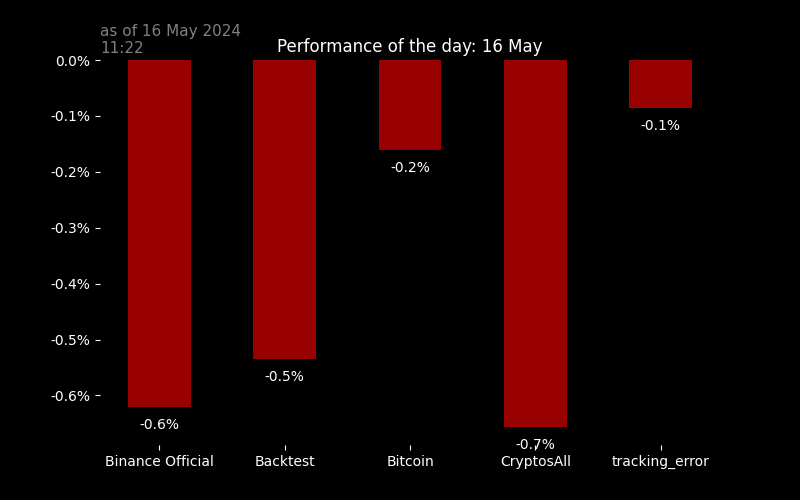 as of 16 May 2024
11:22
Performance of the day: 16 May
0.0%
-0.1%
-0.2%
-0.3%
-0.4%
-0.5%
-0.6%
-0.6%
-0.5%
-0.2%
-0.7%
-0.1%
Binance Official
Backtest
Bitcoin
CryptosAll
tracking_error